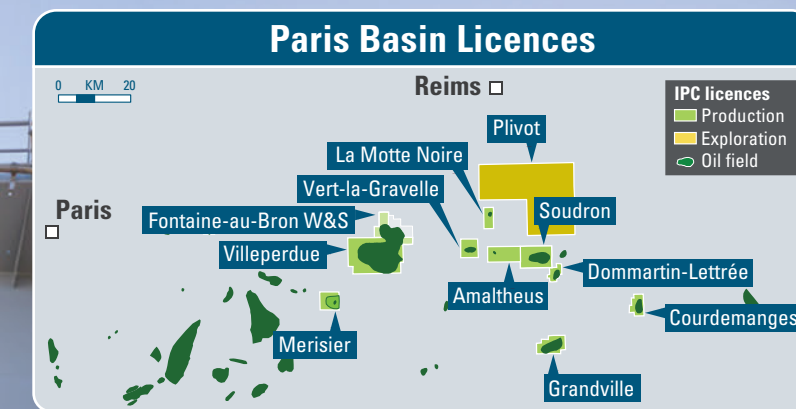 Paris Basin Licences
0 KM 20
Reims
IPC licences
Production
Exploration
Oil field
Plivot
La Motte Noire
Vert-la-Gravelle
Paris
Fontaine-au-Bron W&S
Soudron
Villeperdue
Dommartin-Lettrée
Amaltheus
Courdemanges
Merisier
Grandville